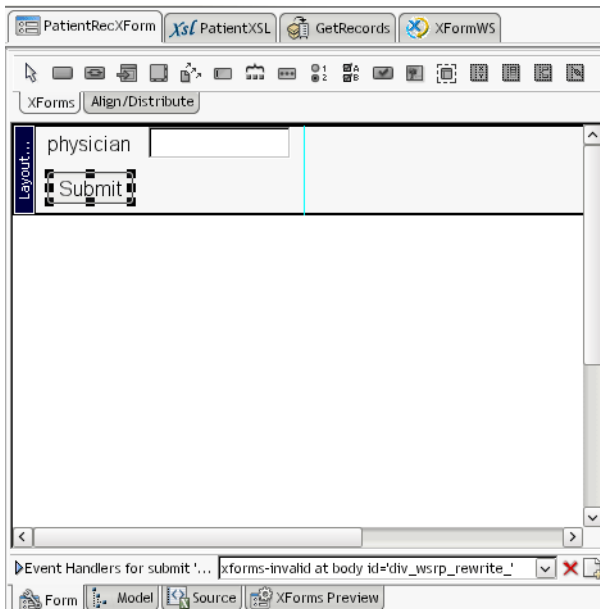 PatientRecXForm Xsl PatientXSL GetRecords XFormWS
XForms Align/Distribute
Layout...
physician
Submit
Event Handlers for submit '... xforms-invalid at body id='div_wsrp_rewrite_'
Form Model Source XForms Preview